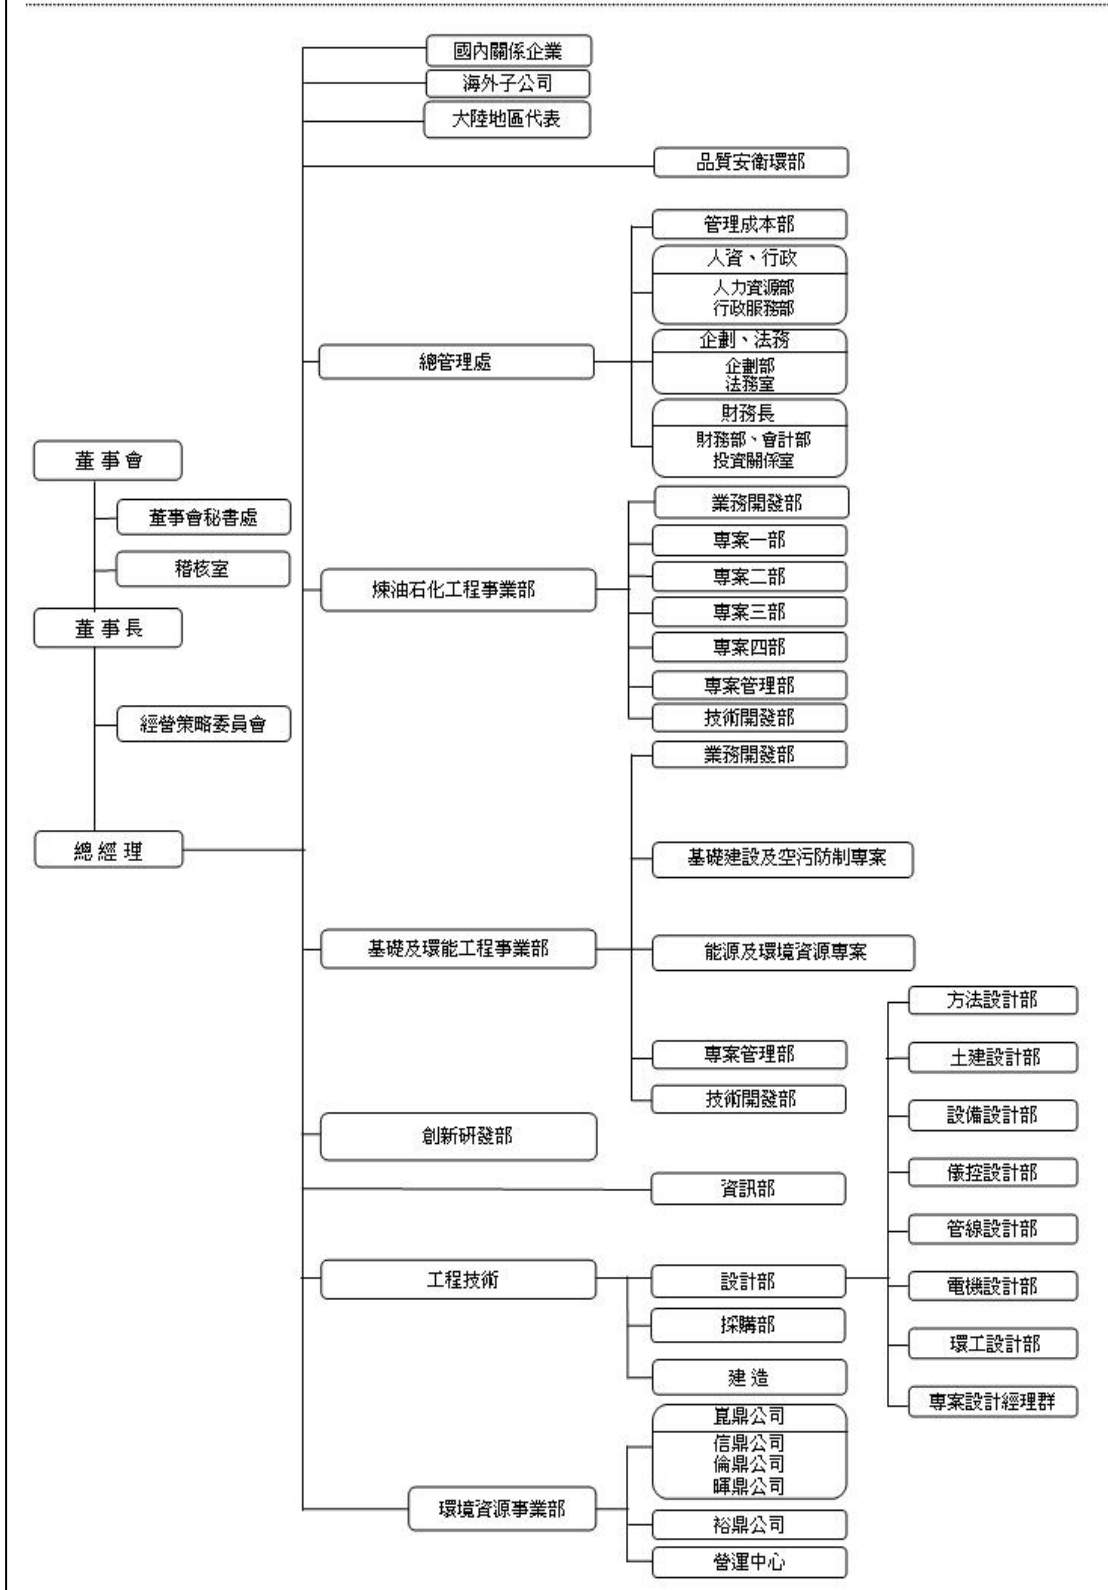 國內關係企業
海外子公司
大陸地區代表
品質安衛環部
管理成本部
人資、行政
人力資源部
行政服務部
企劃、法務
企劃部
法務室
總管理處
財務長
財務部、會計部
投資關係室
董事會
董事會秘書處
稽核室
董事長
經營策略委員會
總經理
業務開發部
專案一部
專案二部
煉油石化工程事業部
專案三部
專案四部
專案管理部
技術開發部
業務開發部
基礎建設及空污防制專案
基礎及環能工程事業部
能源及環境資源專案
專案管理部
技術開發部
創新研發部
資訊部
工程技術
設計部
採購部
建造
方法設計部
土建設計部
設備設計部
儀控設計部
管線設計部
電機設計部
環工設計部
專案設計經理群
崑鼎公司
信鼎公司
倫鼎公司
暉鼎公司
環境資源事業部
裕鼎公司
營運中心